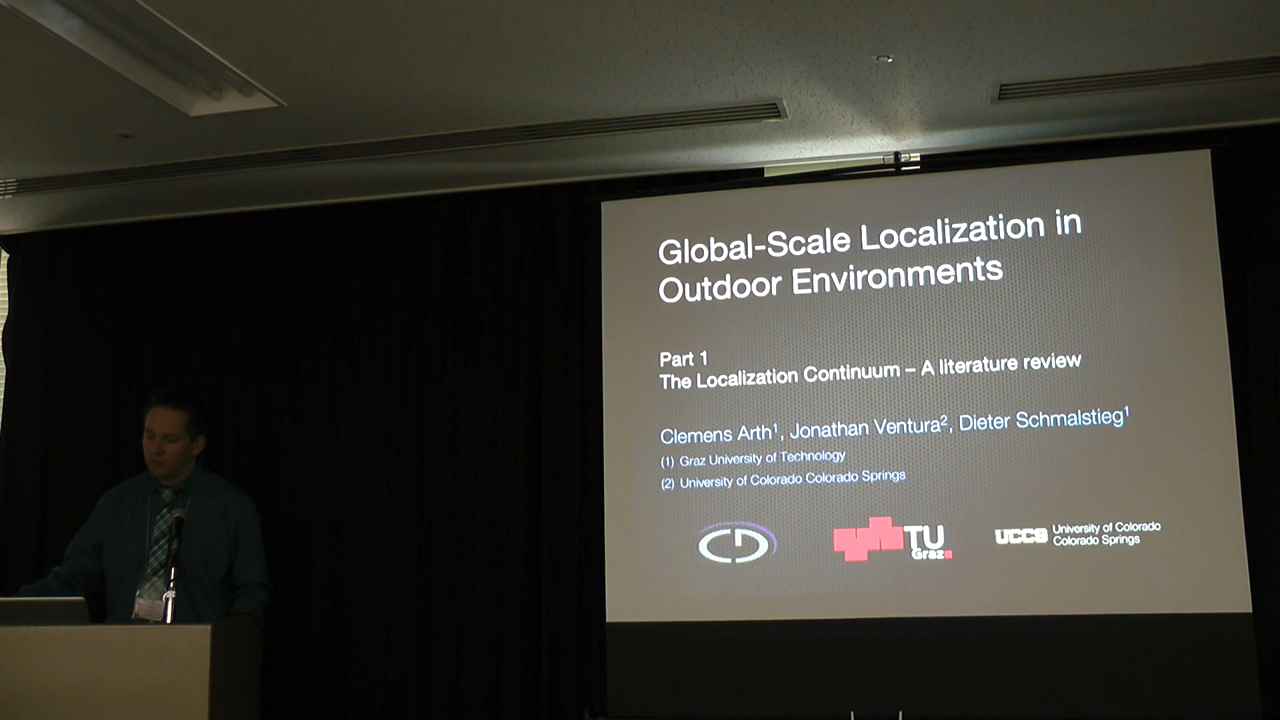 Global-Scale Localization in
Outdoor Environments
Part 1
The Localization Continuum – A literature review
Clemens Arth¹, Jonathan Ventura², Dieter Schmalstieg¹
(1) Graz University of Technology
(2) University of Colorado Colorado Springs
CD
TU
Graz
UCCS
University of Colorado
Colorado Springs